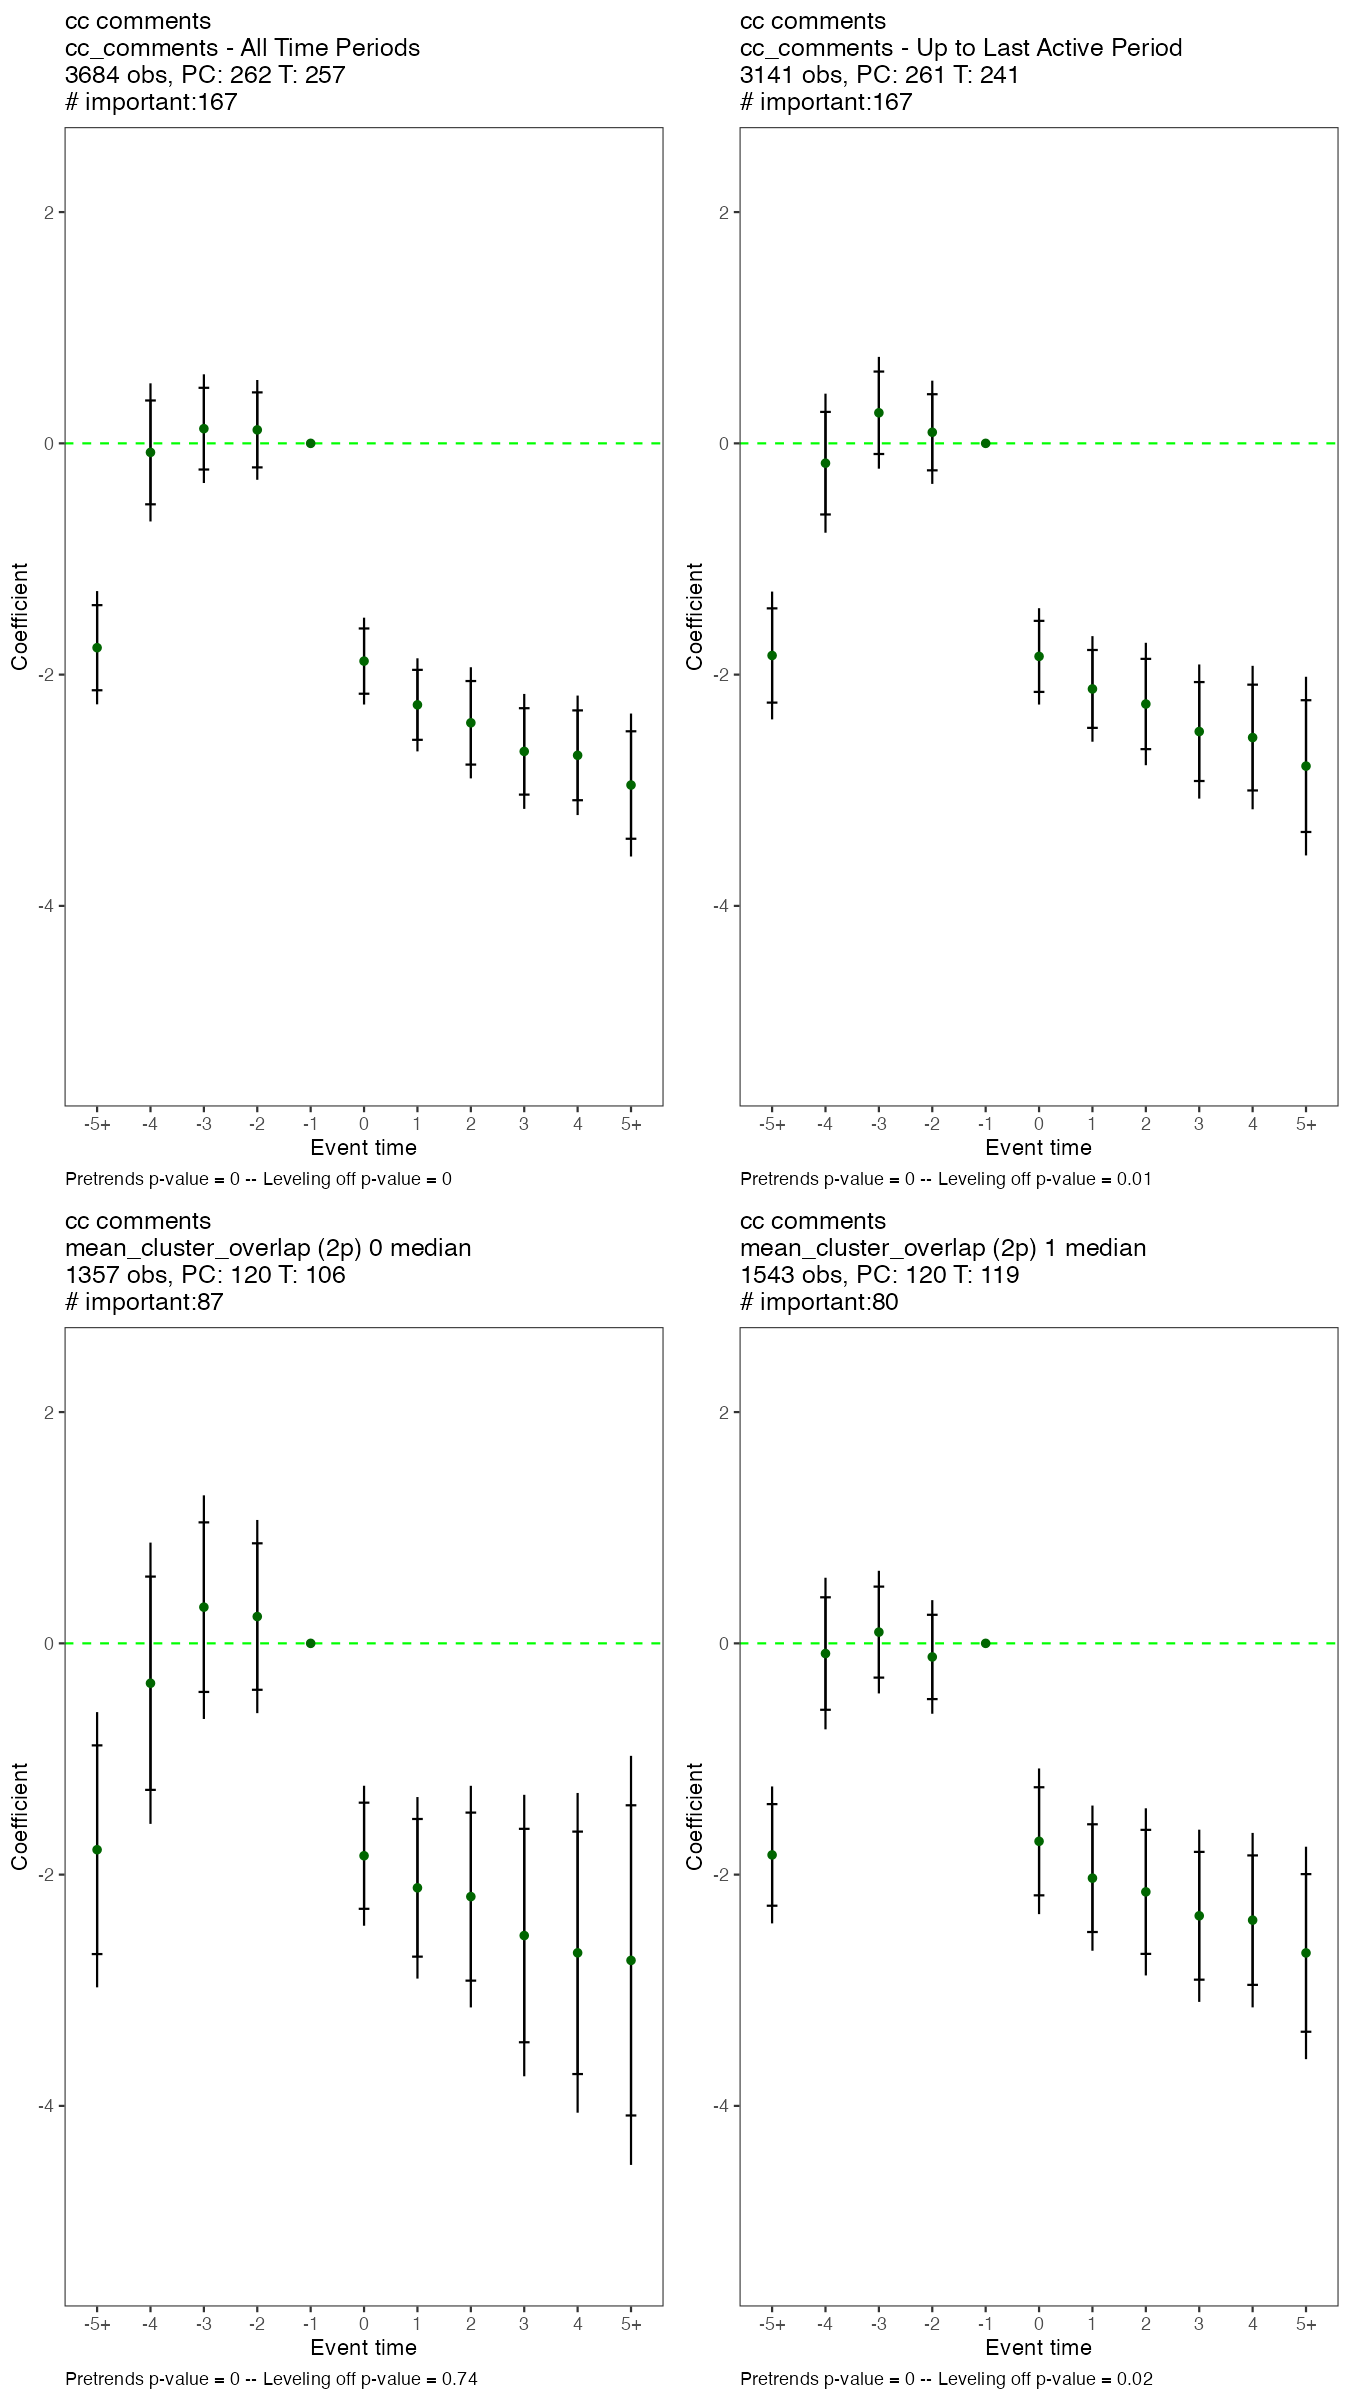 cc comments
cc_comments - All Time Periods
3684 obs, PC: 262 T: 257
# important:167
2
0
-2
-4
Coefficient
-5+ -4 -3 -2 -1 0 1 2 3 4 5+
Event time
Pretrends p-value = 0 -- Leveling off p-value = 0
cc comments
cc_comments - Up to Last Active Period
3141 obs, PC: 261 T: 241
# important:167
2
0
-2
-4
Coefficient
-5+ -4 -3 -2 -1 0 1 2 3 4 5+
Event time
Pretrends p-value = 0 -- Leveling off p-value = 0.01
cc comments
mean_cluster_overlap (2p) 0 median
1357 obs, PC: 120 T: 106
# important:87
2
0
-2
-4
Coefficient
-5+ -4 -3 -2 -1 0 1 2 3 4 5+
Event time
Pretrends p-value = 0 -- Leveling off p-value = 0.74
cc comments
mean_cluster_overlap (2p) 1 median
1543 obs, PC: 120 T: 119
# important:80
2
0
-2
-4
Coefficient
-5+ -4 -3 -2 -1 0 1 2 3 4 5+
Event time
Pretrends p-value = 0 -- Leveling off p-value = 0.02